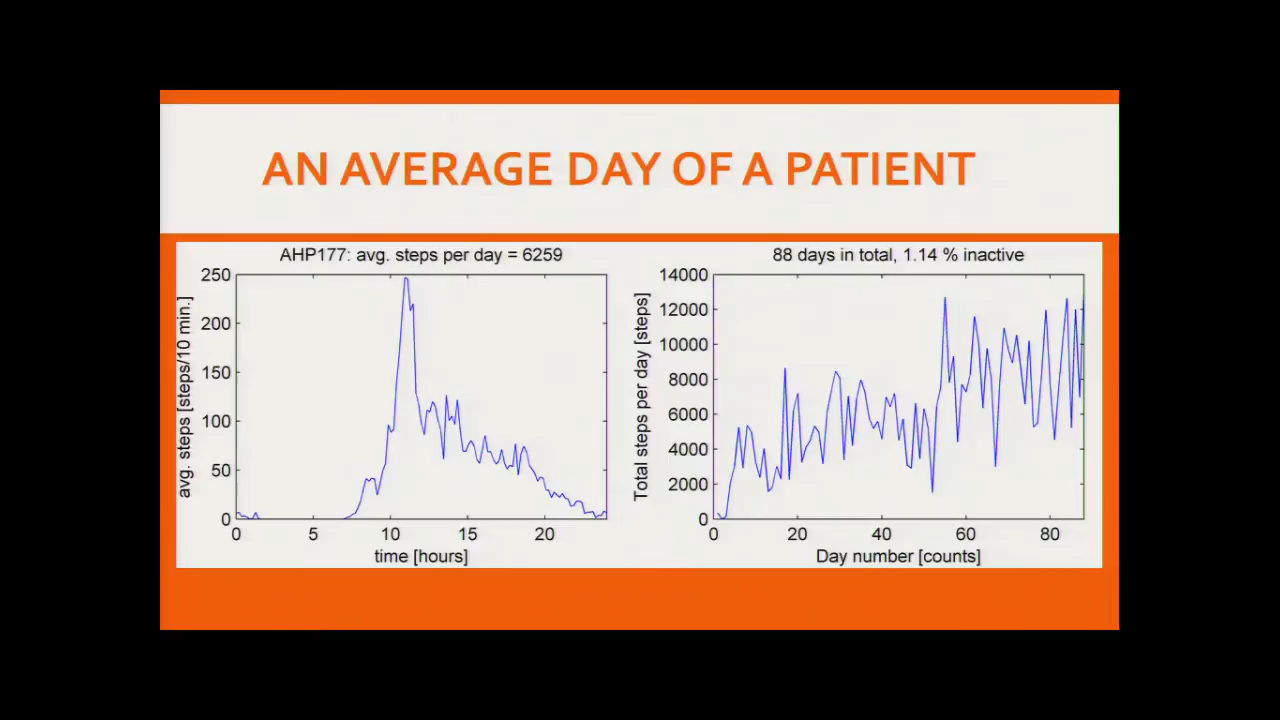 AN AVERAGE DAY OF A PATIENT
AHP177: avg. steps per day = 6259
avg. steps [steps/10 min.]
250
200
150
100
50
0
0 5 10 15 20
time [hours]
88 days in total, 1.14 % inactive
Total steps per day [steps]
14000
12000
10000
8000
6000
4000
2000
0
0 20 40 60 80
Day number [counts]